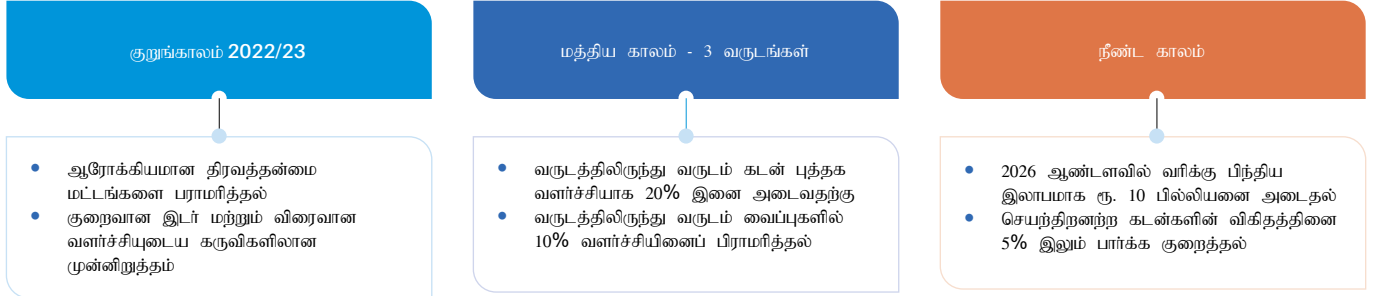 குறுங்காலம் 2022/23
ஆரோக்கியமான திரவத்தன்மை
மட்டங்களை பராமரித்தல்
குறைவான இடர் மற்றும் விரைவான
வளர்ச்சியுடைய கருவிகளிலான
முன்னிறுத்தம்
மத்திய காலம் - 3 வருடங்கள்
வருடத்திலிருந்து வருடம் கடன் புத்தக
வளர்ச்சியாக 20% இனை அடைவதற்கு
வருடத்திலிருந்து வருடம் வைப்புகளில்
10% வளர்ச்சியினைப் பிராமரித்தல்
நீண்ட காலம்
2026 ஆண்டளவில் வரிக்கு பிந்திய
இலாபமாக ரூ. 10 பில்லியனை அடைதல்
செயற்திறனற்ற கடன்களின் விகிதத்தினை
5% இலும் பார்க்க குறைத்தல்